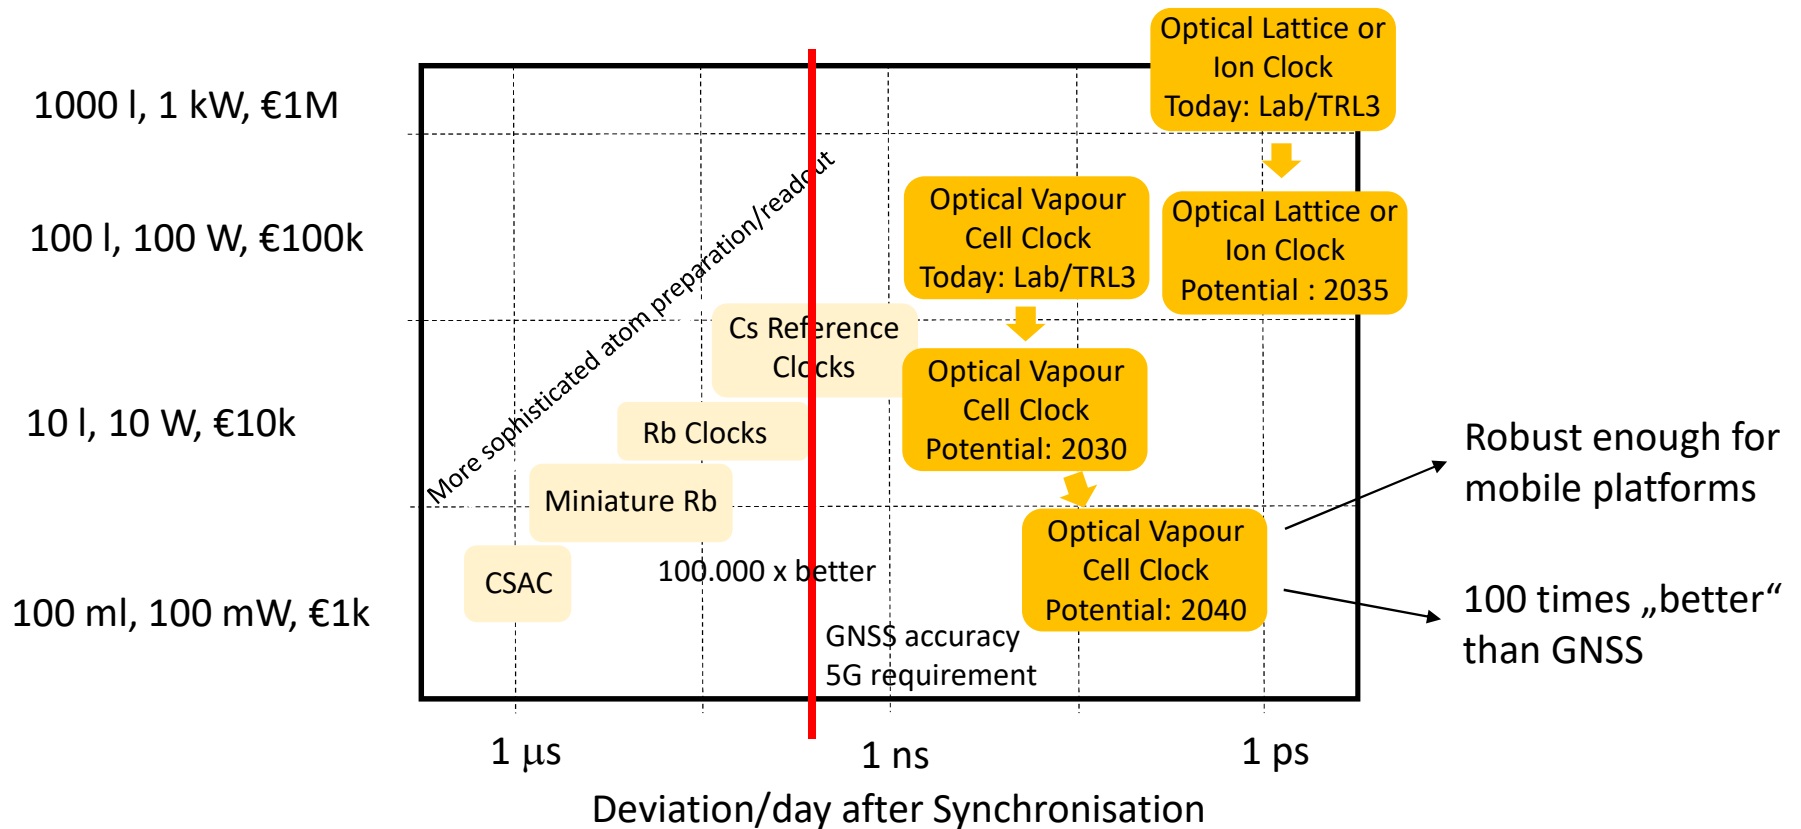 Optical Lattice or
Ion Clock
Today: Lab/TRL3
1000 l, 1 kW, €1M
More sophisticated atom preparation/readout
Optical Vapour
Cell Clock
Today: Lab/TRL3
Optical Lattice or
Ion Clock
Potential : 2035
100 l, 100 W, €100k
Cs Reference
Clocks
Optical Vapour
Cell Clock
Potential: 2030
10 l, 10 W, €10k
Rb Clocks
Robust enough for
mobile platforms
Miniature Rb
Optical Vapour
Cell Clock
Potential: 2040
CSAC
100.000 x better
100 ml, 100 mW, €1k
100 times „better“
than GNSS
GNSS accuracy
5G requirement
1 μs
1 ns
1 ps
Deviation/day after Synchronisation